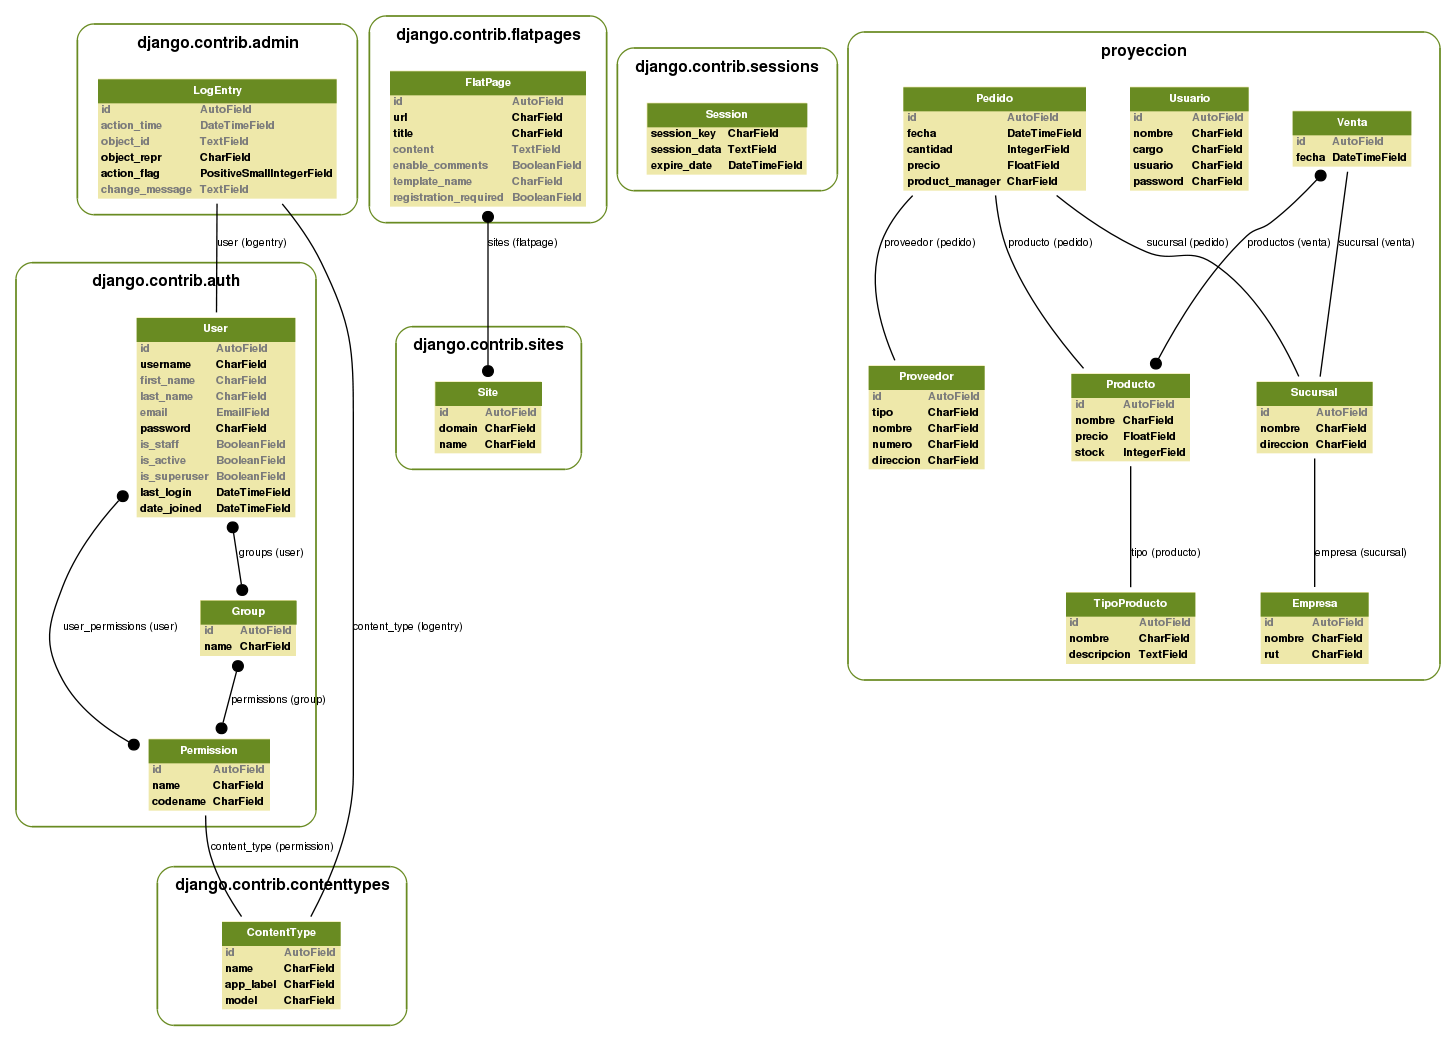 django.contrib.admin
LogEntry
id AutoField
action_time DateTimeField
object_id TextField
object_repr CharField
action_flag PositiveSmallIntegerField
change_message TextField
django.contrib.flatpages
FlatPage
id AutoField
url CharField
title CharField
content TextField
enable_comments BooleanField
template_name CharField
registration_required BooleanField
django.contrib.sessions
Session
session_key CharField
session_data TextField
expire_date DateTimeField
proyeccion
Pedido
id AutoField
fecha DateTimeField
cantidad IntegerField
precio FloatField
product_manager CharField
Usuario
id AutoField
nombre CharField
cargo CharField
usuario CharField
password CharField
Venta
id AutoField
fecha DateTimeField
user (logentry)
sites (flatpage)
proveedor (pedido)
producto (pedido)
sucursal (pedido)
productos (venta)
sucursal (venta)
django.contrib.auth
User
id AutoField
username CharField
first_name CharField
last_name CharField
email EmailField
password CharField
is_staff BooleanField
is_active BooleanField
is_superuser BooleanField
last_login DateTimeField
date_joined DateTimeField
django.contrib.sites
Site
id AutoField
domain CharField
name CharField
Proveedor
id AutoField
tipo CharField
nombre CharField
numero CharField
direccion CharField
Producto
id AutoField
nombre CharField
precio FloatField
stock IntegerField
Sucursal
id AutoField
nombre CharField
direccion CharField
groups (user)
tipo (producto)
empresa (sucursal)
Group
id AutoField
name CharField
user_permissions (user)
content_type (logentry)
TipoProducto
id AutoField
nombre CharField
descripcion TextField
Empresa
id AutoField
nombre CharField
rut CharField
permissions (group)
Permission
id AutoField
name CharField
codename CharField
content_type (permission)
django.contrib.contenttypes
ContentType
id AutoField
name CharField
app_label CharField
model CharField